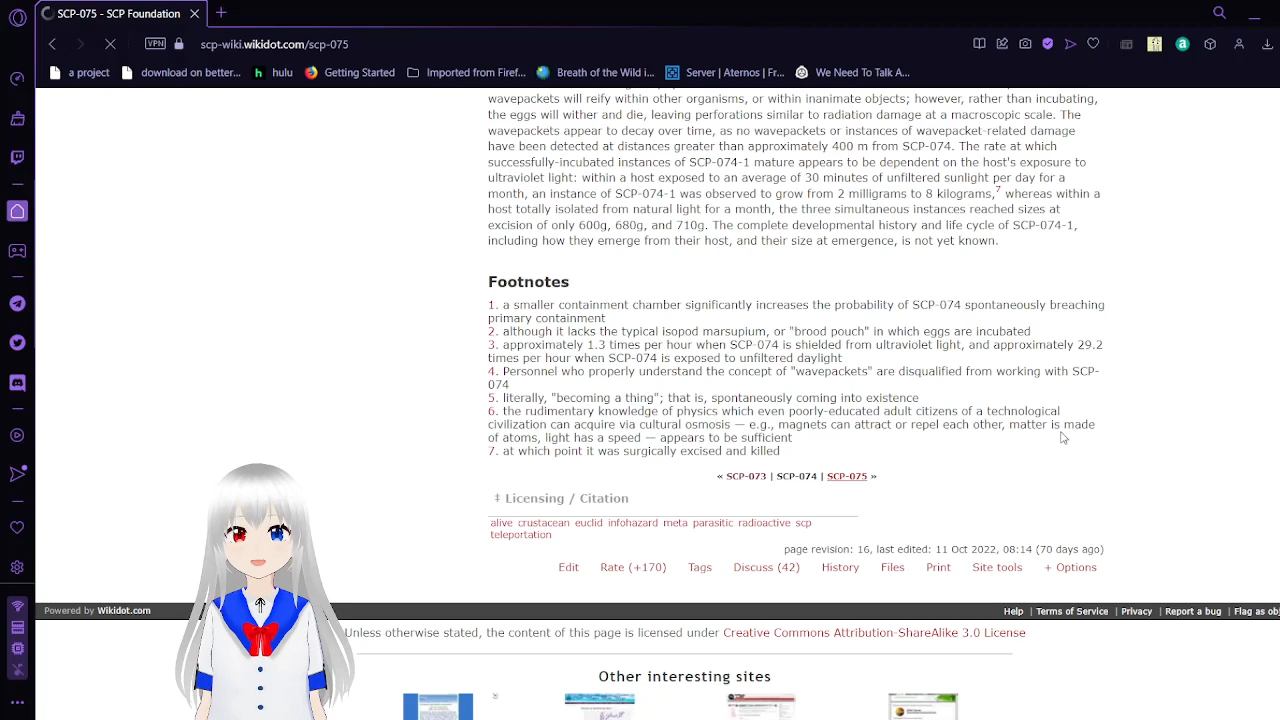 SCP-075 - SCP Foundation
VPN
scp-wiki.wikidot.com/scp-075
a project
download on better...
hulu
Getting Started
Imported from Firef...
Breath of the Wild i...
Server | Aternos | Fr...
We Need To Talk A...
wavepackets will reify within other organisms, or within inanimate objects; however, rather than incubating,
the eggs will wither and die, leaving perforations similar to radiation damage at a macroscopic scale. The
wavepackets appear to decay over time, as no wavepackets or instances of wavepacket-related damage
have been detected at distances greater than approximately 400 m from SCP-074. The rate at which
successfully-incubated instances of SCP-074-1 mature appears to be dependent on the host's exposure to
ultraviolet light: within a host exposed to an average of 30 minutes of unfiltered sunlight per day for a
month, an instance of SCP-074-1 was observed to grow from 2 milligrams to 8 kilograms,7 whereas within a
host totally isolated from natural light for a month, the three simultaneous instances reached sizes at
excision of only 600g, 680g, and 710g. The complete developmental history and life cycle of SCP-074-1,
including how they emerge from their host, and their size at emergence, is not yet known.
Footnotes
1. a smaller containment chamber significantly increases the probability of SCP-074 spontaneously breaching
primary containment
2. although it lacks the typical isopod marsupium, or "brood pouch" in which eggs are incubated
3. approximately 1.3 times per hour when SCP-074 is shielded from ultraviolet light, and approximately 29.2
times per hour when SCP-074 is exposed to unfiltered daylight
4. Personnel who properly understand the concept of "wavepackets" are disqualified from working with SCP-
074
5. literally, "becoming a thing"; that is, spontaneously coming into existence
6. the rudimentary knowledge of physics which even poorly-educated adult citizens of a technological
civilization can acquire via cultural osmosis — e.g., magnets can attract or repel each other, matter is made
of atoms, light has a speed — appears to be sufficient
7. at which point it was surgically excised and killed
« SCP-073 | SCP-074 | SCP-075 »
‡ Licensing / Citation
alive crustacean euclid infohazard meta parasitic radioactive scp
teleportation
page revision: 16, last edited: 11 Oct 2022, 08:14 (70 days ago)
Edit Rate (+170) Tags Discuss (42) History Files Print Site tools + Options
Powered by Wikidot.com
Help | Terms of Service | Privacy | Report a bug | Flag as obj
Unless otherwise stated, the content of this page is licensed under Creative Commons Attribution-ShareAlike 3.0 License
Other interesting sites